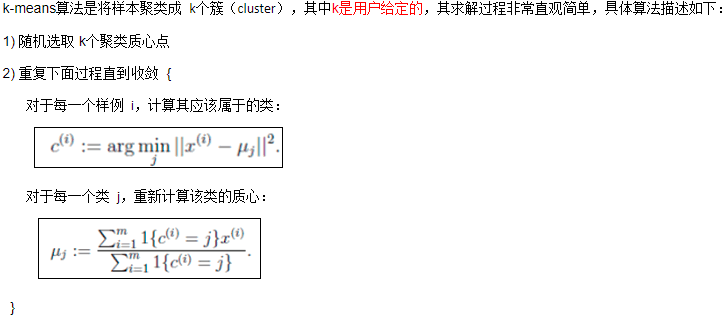 k-means算法是将样本聚类成 k个簇（cluster），其中k是用户给定的，其求解过程非常直观简单，具体算法描述如下：
1) 随机选取 k个聚类质心点
2) 重复下面过程直到收敛 {
对于每一个样例 i，计算其应该属于的类：
c^{(i)} := arg min_j ||x^{(i)} − μ_j||^2.
对于每一个类 j，重新计算该类的质心：
μ_j := \frac{∑_{i=1}^{m} 1\{c^{(i)} = j\}x^{(i)}}{∑_{i=1}^{m} 1\{c^{(i)} = j\}}.
}